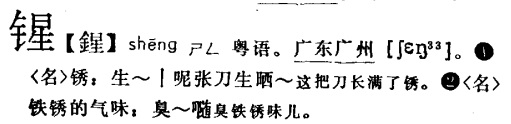 锃【鍟】shēng ㄕㄥ 粤语。广东广州 [ʃɛŋ³³]。❶
〈名〉锈：生～｜呢张刀生晒～这把刀长满了锈。❷〈名〉
铁锈的气味：臭～嗡臭铁锈味儿。